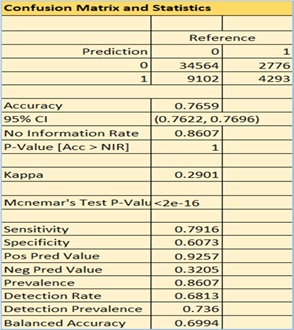 Confusion Matrix and Statistics
Reference
Prediction 0 1
0 34564 2776
1 9102 4293
Accuracy 0.7659
95% CI (0.7622, 0.7696)
No Information Rate 0.8607
P-Value [Acc > NIR] 1
Kappa 0.2901
Mcnemar's Test P-Valu <2e-16
Sensitivity 0.7916
Specificity 0.6073
Pos Pred Value 0.9257
Neg Pred Value 0.3205
Prevalence 0.8607
Detection Rate 0.6813
Detection Prevalence 0.736
Balanced Accuracy 0.6994